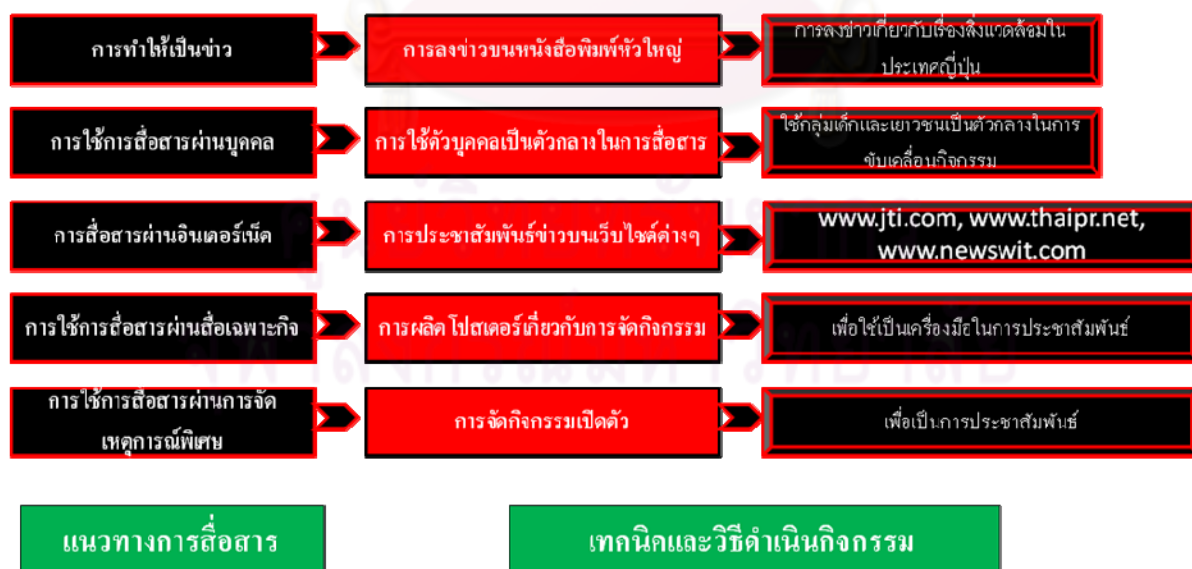 การทำให้เป็นข่าว
การลงข่าวบนหนังสือพิมพ์หัวใหญ่
การลงข่าวเกี่ยวกับเรื่องสิ่งแวดล้อมใน
ประเทศญี่ปุ่น
การใช้การสื่อสารผ่านบุคคล
การใช้ตัวบุคคลเป็นตัวกลางในการสื่อสาร
ใช้กลุ่มเด็กและเยาวชนเป็นตัวกลางในการ
ขับเคลื่อนกิจกรรม
การสื่อสารผ่านอินเตอร์เน็ต
การประชาสัมพันธ์ข่าวบนเว็บไซต์ต่างๆ
www.jti.com, www.thaipr.net,
www.newswit.com
การใช้การสื่อสารผ่านสื่อเฉพาะกิจ
การผลิตโปสเตอร์เกี่ยวกับการจัดกิจกรรม
เพื่อใช้เป็นเครื่องมือในการประชาสัมพันธ์
การใช้การสื่อสารผ่านการจัด
เหตุการณ์พิเศษ
การจัดกิจกรรมเปิดตัว
เพื่อเป็นการประชาสัมพันธ์
แนวทางการสื่อสาร
เทคนิคและวิธีดำเนินกิจกรรม